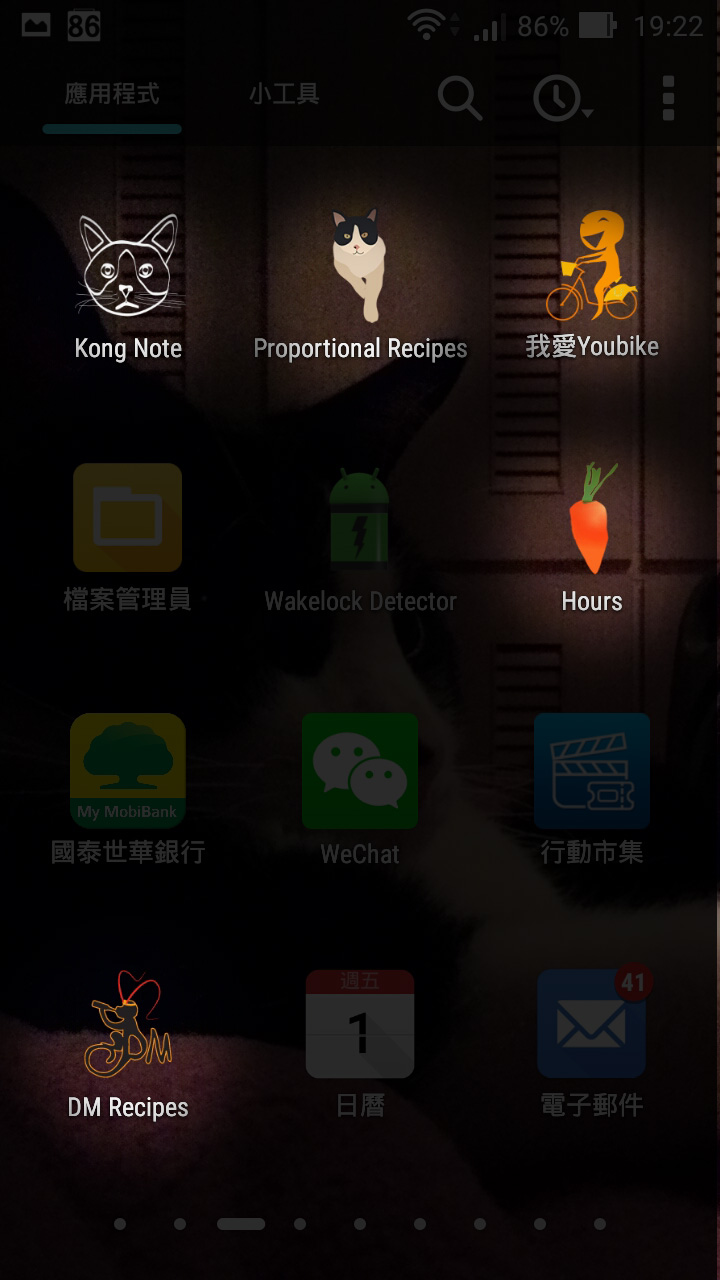 86
86%
19:22
應用程式
小工具
Kong Note
Proportional Recipes
我愛Youbike
檔案管理員
Wakelock Detector
Hours
My MobiBank
國泰世華銀行
WeChat
行動市集
DM
DM Recipes
週五
1
日曆
41
電子郵件